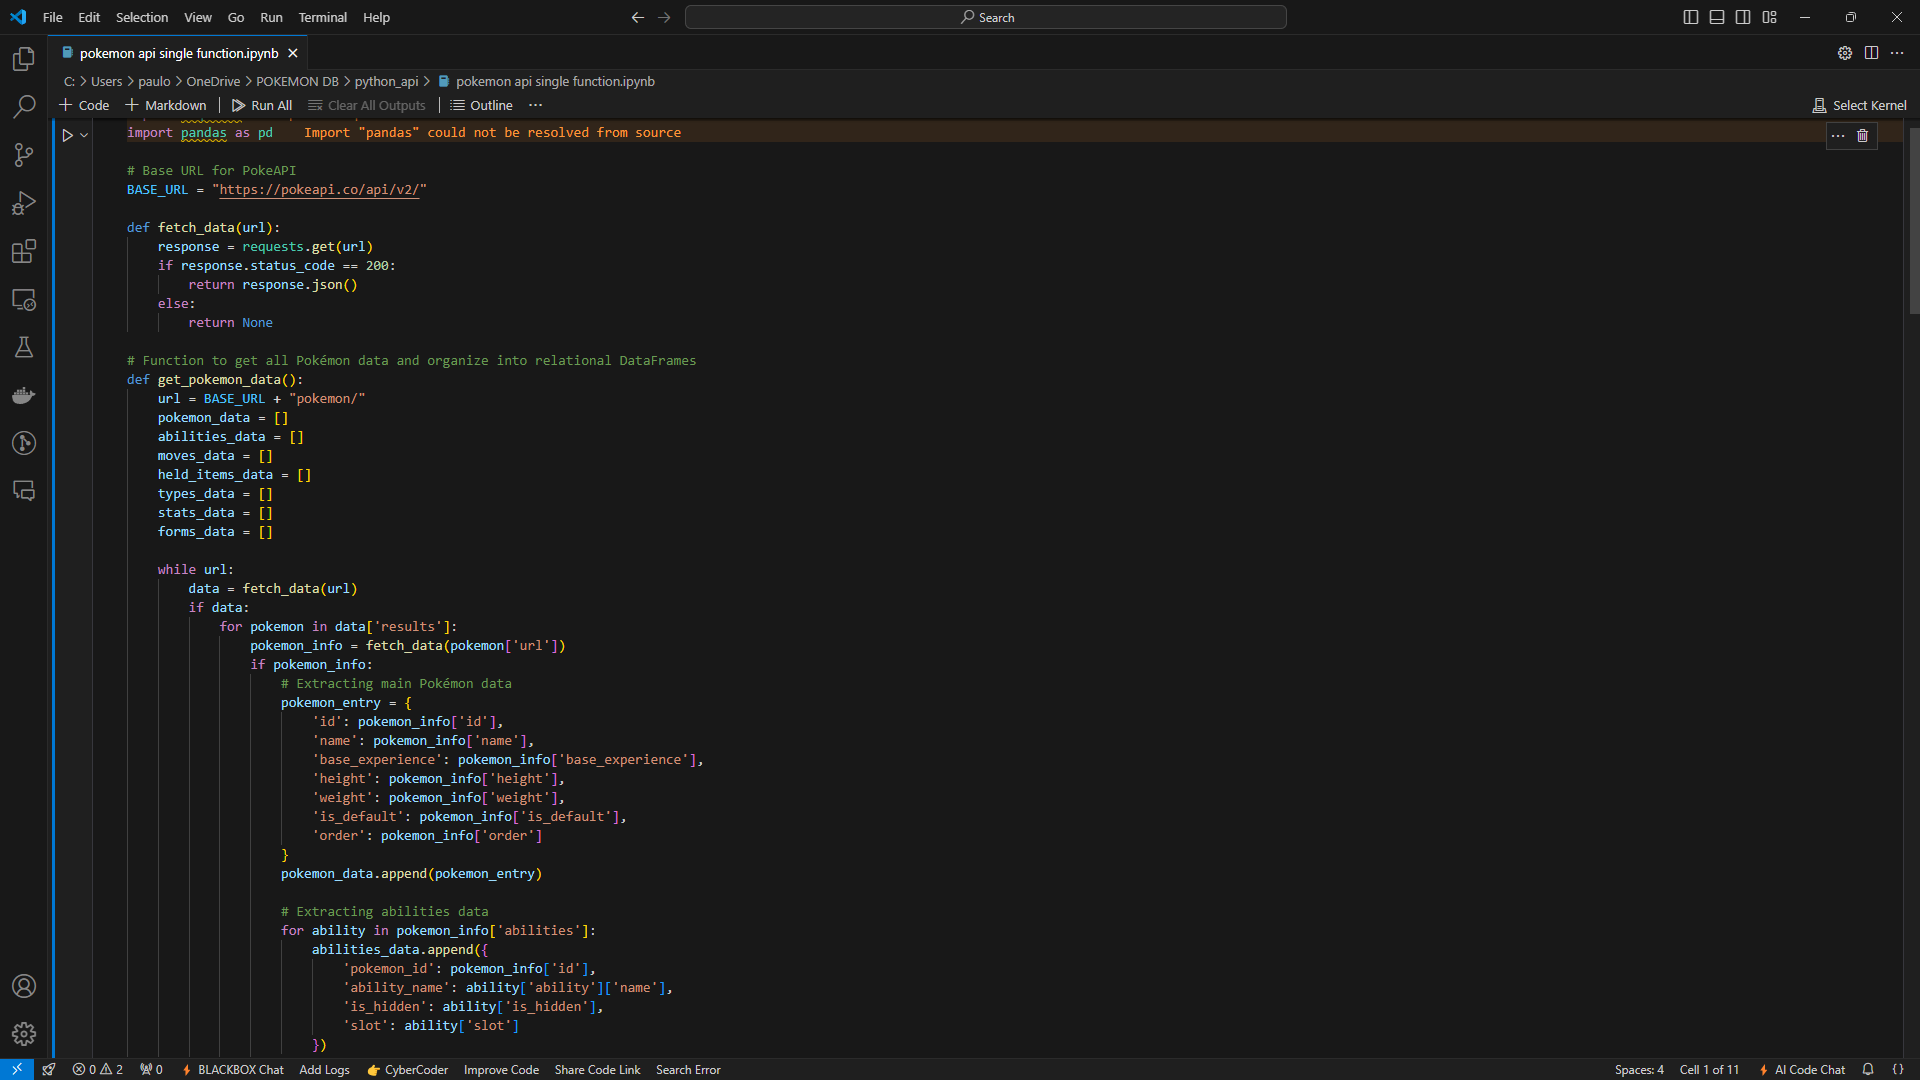 File Edit Selection View Go Run Terminal Help
Search
pokemon api single function.ipynb
C: > Users > paulo > OneDrive > POKEMON DB > python_api > pokemon api single function.ipynb
+ Code + Markdown Run All Clear All Outputs Outline ...
Select Kernel
import pandas as pd    Import "pandas" could not be resolved from source
# Base URL for PokeAPI
BASE_URL = "https://pokeapi.co/api/v2/"
def fetch_data(url):
    response = requests.get(url)
    if response.status_code == 200:
        return response.json()
    else:
        return None
# Function to get all Pokémon data and organize into relational DataFrames
def get_pokemon_data():
    url = BASE_URL + "pokemon/"
    pokemon_data = []
    abilities_data = []
    moves_data = []
    held_items_data = []
    types_data = []
    stats_data = []
    forms_data = []
    while url:
        data = fetch_data(url)
        if data:
            for pokemon in data['results']:
                pokemon_info = fetch_data(pokemon['url'])
                if pokemon_info:
                    # Extracting main Pokémon data
                    pokemon_entry = {
                        'id': pokemon_info['id'],
                        'name': pokemon_info['name'],
                        'base_experience': pokemon_info['base_experience'],
                        'height': pokemon_info['height'],
                        'weight': pokemon_info['weight'],
                        'is_default': pokemon_info['is_default'],
                        'order': pokemon_info['order']
                    }
                    pokemon_data.append(pokemon_entry)
                    # Extracting abilities data
                    for ability in pokemon_info['abilities']:
                        abilities_data.append({
                            'pokemon_id': pokemon_info['id'],
                            'ability_name': ability['ability']['name'],
                            'is_hidden': ability['is_hidden'],
                            'slot': ability['slot']
                        })
0 2 0 BLACKBOX Chat Add Logs CyberCoder Improve Code Share Code Link Search Error
Spaces: 4 Cell 1 of 11 AI Code Chat {}